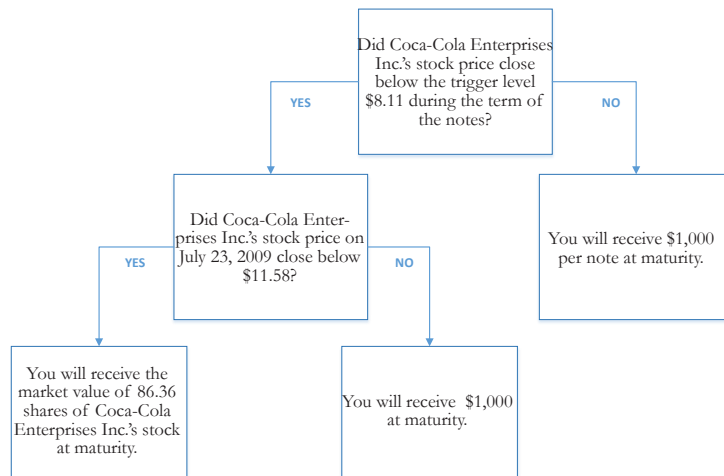 Did Coca-Cola Enterprises
Inc.'s stock price close
below the trigger level
$8.11 during the term of
the notes?
YES
NO
Did Coca-Cola Enter-
prises Inc.'s stock price on
July 23, 2009 close below
$11.58?
You will receive $1,000
per note at maturity.
YES
NO
You will receive the
market value of 86.36
shares of Coca-Cola
Enterprises Inc.'s stock
at maturity.
You will receive $1,000
at maturity.